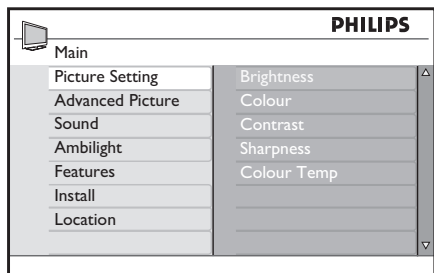 PHILIPS
Main
Picture Setting
Advanced Picture
Sound
Ambilight
Features
Install
Location
Brightness
Colour
Contrast
Sharpness
Colour Temp